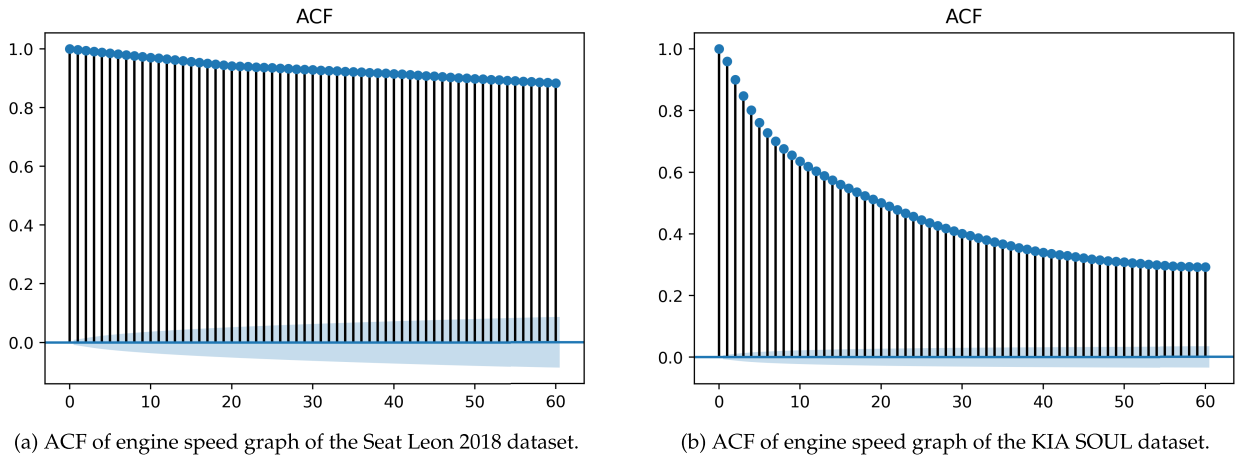 ACF
1.0
0.8
0.6
0.4
0.2
0.0
0 10 20 30 40 50 60
(a) ACF of engine speed graph of the Seat Leon 2018 dataset.
ACF
1.0
0.8
0.6
0.4
0.2
0.0
0 10 20 30 40 50 60
(b) ACF of engine speed graph of the KIA SOUL dataset.